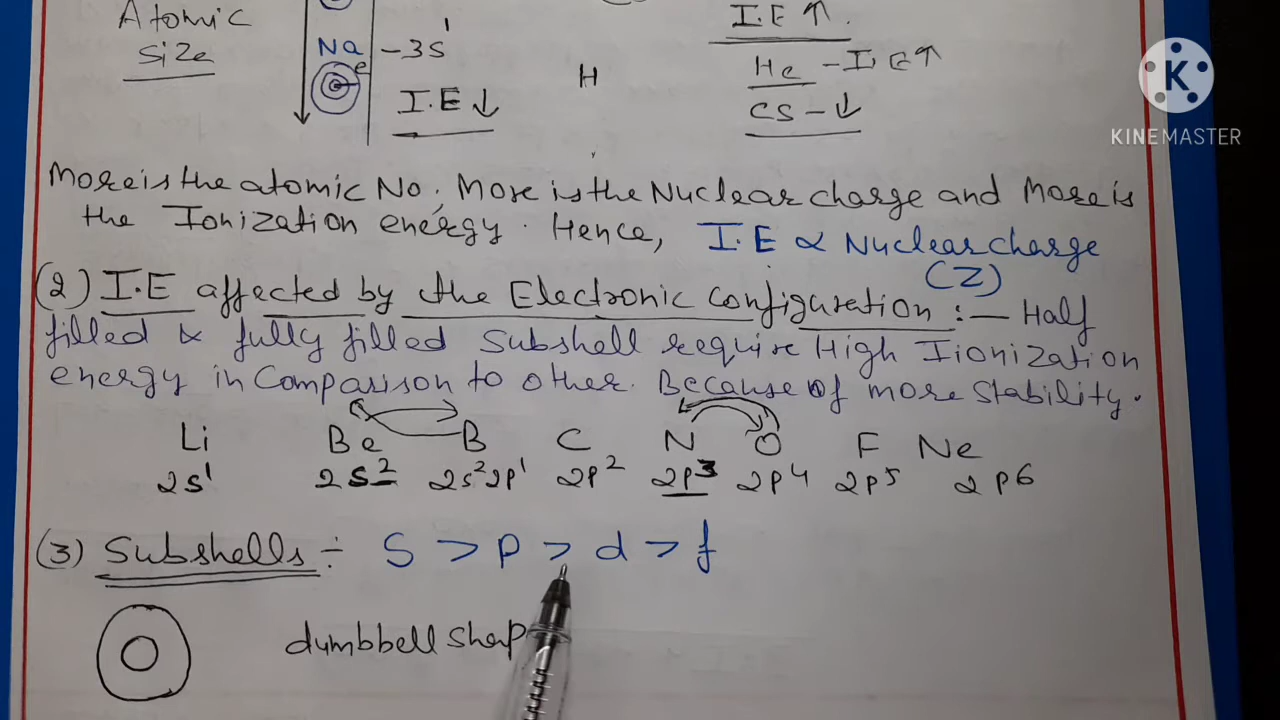 Atomic
Size
Na
e
-3s¹
I.E ↓
H
I.E ↑.
He - I.E ↑
CS - ↓
K
KINEMASTER
More is the atomic No, More is the Nuclear charge and More is
the Ionization energy. Hence, I.E ∝ Nuclear charge
(Z)
(2) I.E affected by the Electronic Configuration :— Half
filled & fully filled Subshell require High Iionization
energy in Comparison to other. Because of more stability.
Li Be B C N O F Ne
2s¹ 2s² 2s²2p¹ 2p² 2p³ 2p4 2p5 2p6
(3) Subshells :- S > P > d > f
dumbbell shap